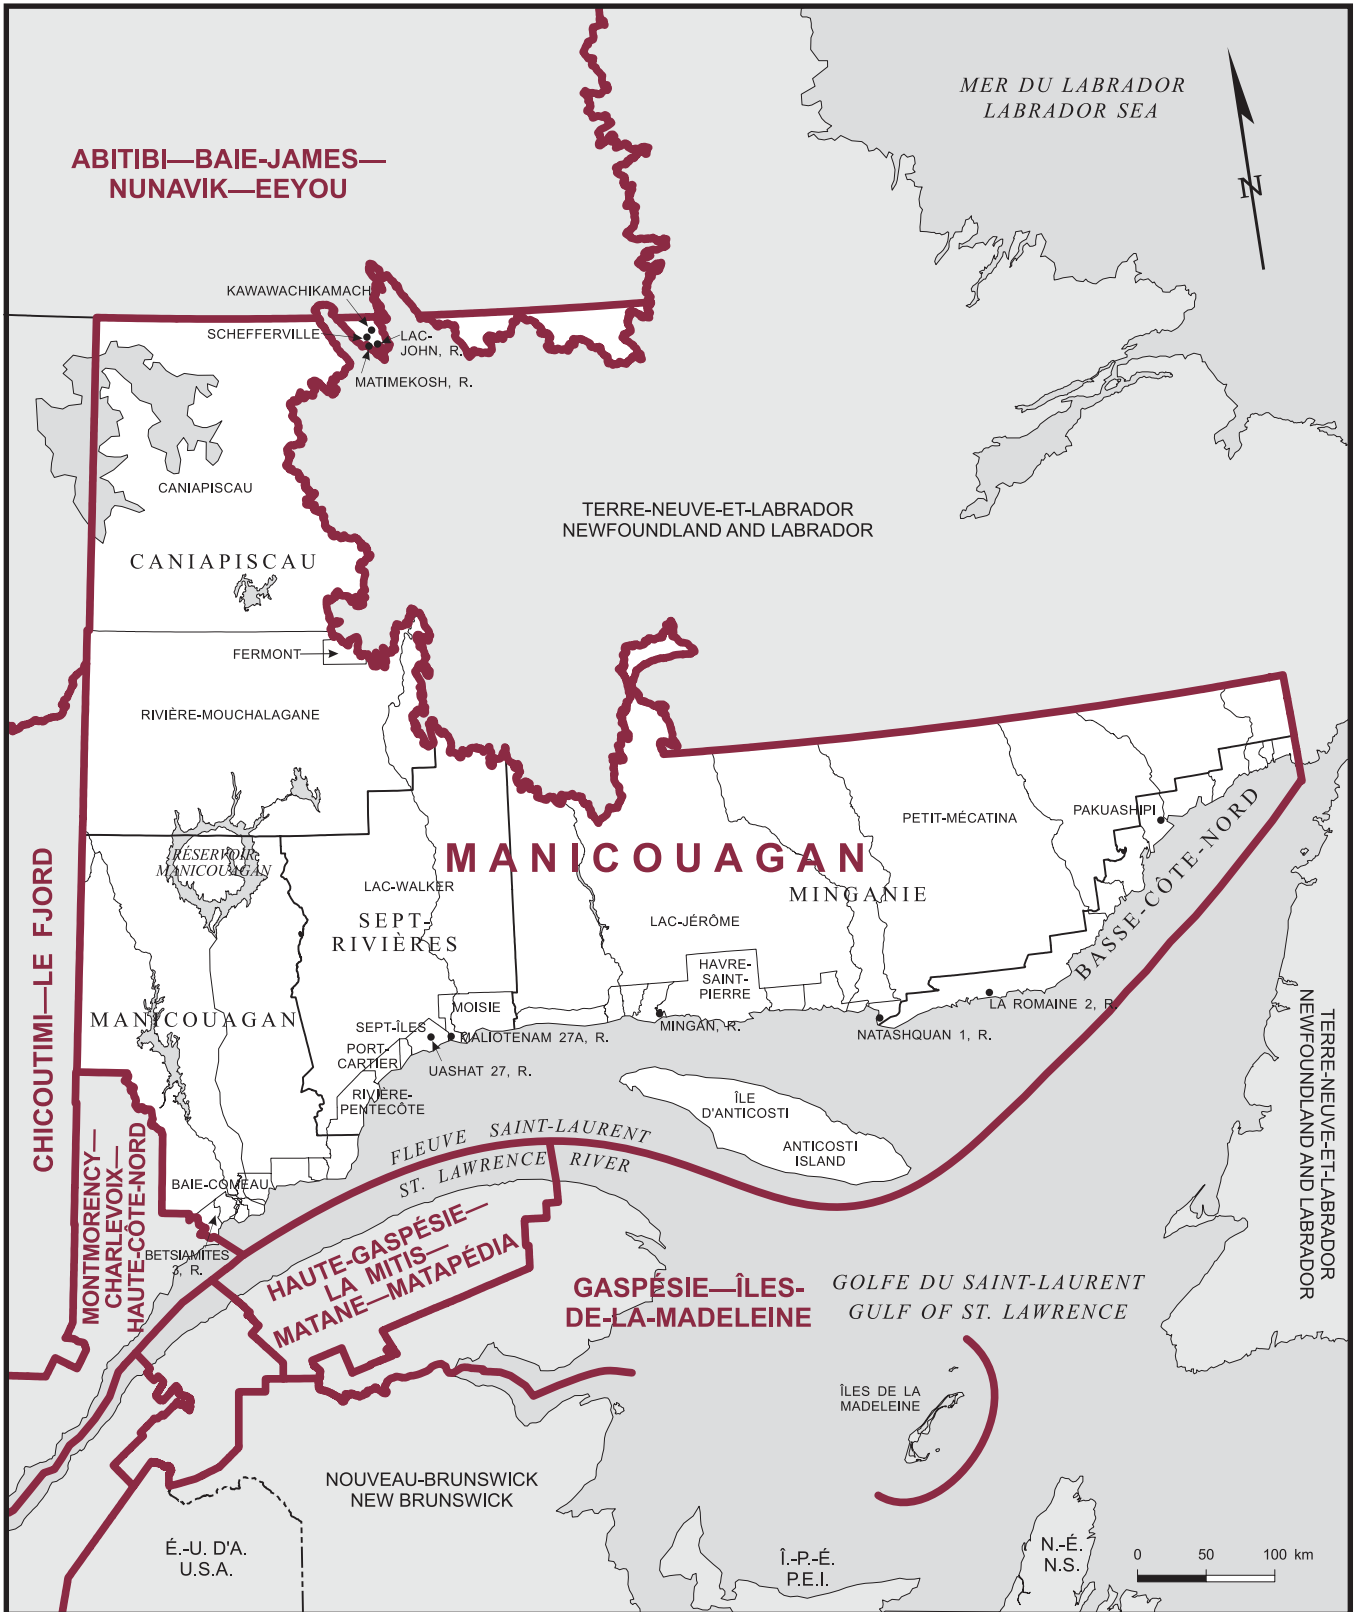 MER DU LABRADOR
LABRADOR SEA
ABITIBI—BAIE-JAMES—
NUNAVIK—EEYOU
N
KAWAWACHIKAMACH
SCHEFFERVILLE
LAC-
JOHN, R.
MATIMEKOSH, R.
CANIAPISCAU
TERRE-NEUVE-ET-LABRADOR
NEWFOUNDLAND AND LABRADOR
CANIAPISCAU
FERMONT
RIVIÈRE-MOUCHALAGANE
PETIT-MÉCATINA
PAKUASHIPI
RÉSERVOIR
MANICOUAGAN
MANICOUAGAN
LAC-WALKER
MINGANIE
SEPT-
RIVIÈRES
LAC-JÉRÔME
BASSE-CÔTE-NORD
CHICOUTIMI—LE FJORD
HAVRE-
SAINT-
PIERRE
MOISIE
LA ROMAINE 2, R.
MANICOUAGAN
SEPT-ÎLES
MINGAN, R.
NATASHQUAN 1, R.
MALIOTENAM 27A, R.
PORT-
CARTIER
UASHAT 27, R.
RIVIÈRE-
PENTECÔTE
ÎLE
D'ANTICOSTI
ANTICOSTI
ISLAND
TERRE-NEUVE-ET-LABRADOR
NEWFOUNDLAND AND LABRADOR
FLEUVE SAINT-LAURENT
ST. LAWRENCE RIVER
BAIE-COMEAU
MONTMORENCY—
CHARLEVOIX—
HAUTE-CÔTE-NORD
BETSIAMITES
3, R.
HAUTE-GASPÉSIE—
LA MITIS—
MATANE—MATAPÉDIA
GASPÉSIE—ÎLES-
DE-LA-MADELEINE
GOLFE DU SAINT-LAURENT
GULF OF ST. LAWRENCE
ÎLES DE LA
MADELEINE
NOUVEAU-BRUNSWICK
NEW BRUNSWICK
É.-U. D'A.
U.S.A.
Î.-P.-É.
P.E.I.
N.-É.
N.S.
0 50 100 km